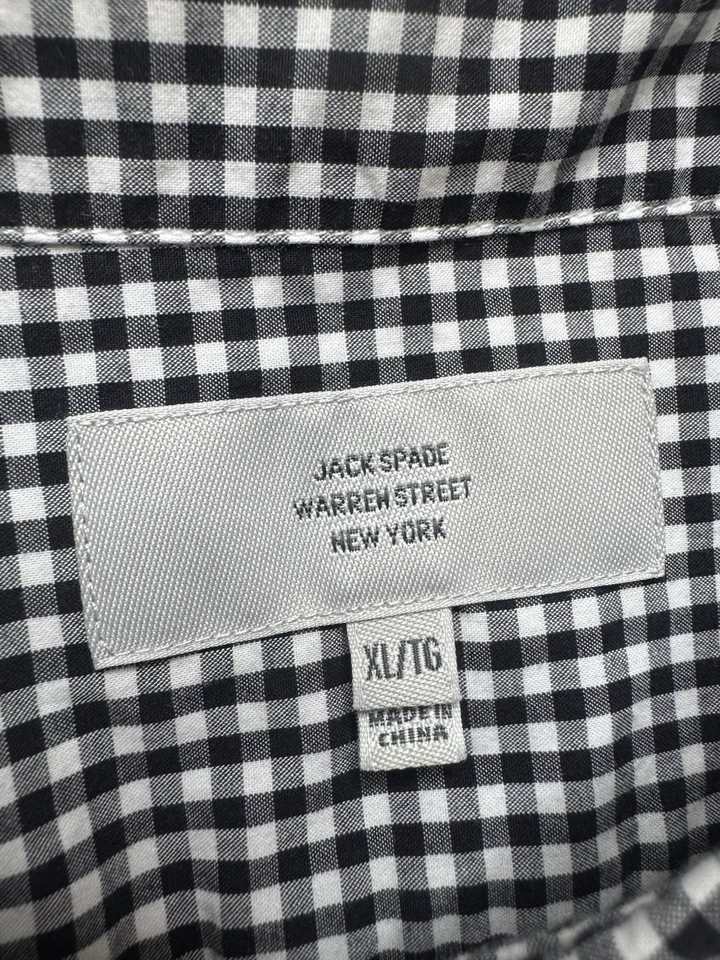 JACK SPADE
WARREN STREET
NEW YORK
XL/TG
MADE IN
CHINA